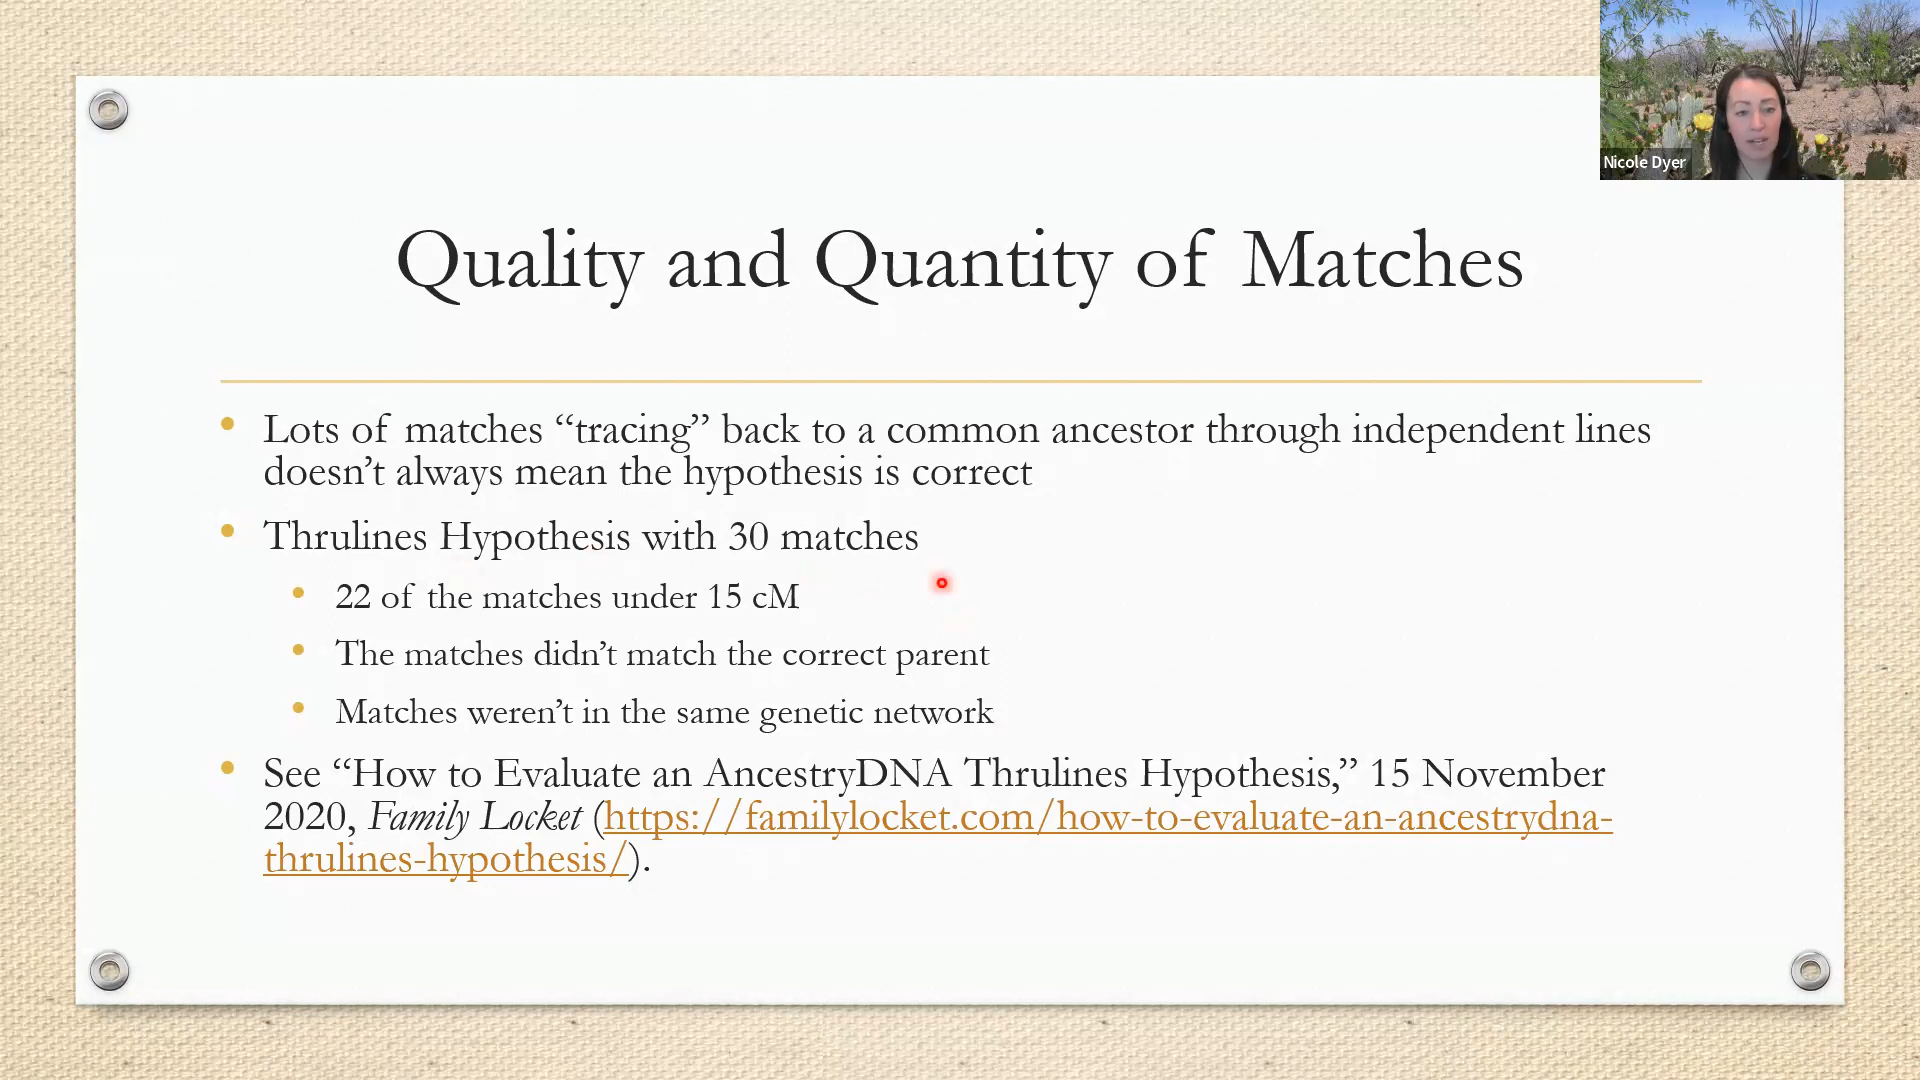 Nicole Dyer
Quality and Quantity of Matches
• Lots of matches “tracing” back to a common ancestor through independent lines
doesn’t always mean the hypothesis is correct
• Thrulines Hypothesis with 30 matches
• 22 of the matches under 15 cM
• The matches didn’t match the correct parent
• Matches weren’t in the same genetic network
• See “How to Evaluate an AncestryDNA Thrulines Hypothesis,” 15 November
2020, Family Locket (https://familylocket.com/how-to-evaluate-an-ancestrydna-
thrulines-hypothesis/).